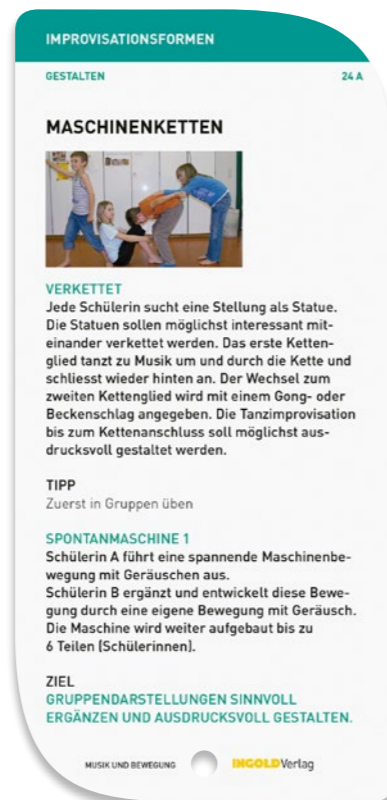 IMPROVISATIONSFORMEN
GESTALTEN 24 A
MASCHINENKETTEN
VERKETTET
Jede Schülerin sucht eine Stellung als Statue.
Die Statuen sollen möglichst interessant mit-
einander verkettet werden. Das erste Ketten-
glied tanzt zu Musik um und durch die Kette und
schliesst wieder hinten an. Der Wechsel zum
zweiten Kettenglied wird mit einem Gong- oder
Beckenschlag angegeben. Die Tanzimprovisation
bis zum Kettenanschluss soll möglichst aus-
drucksvoll gestaltet werden.
TIPP
Zuerst in Gruppen üben
SPONTANMASCHINE 1
Schülerin A führt eine spannende Maschinenbe-
wegung mit Geräuschen aus.
Schülerin B ergänzt und entwickelt diese Bewe-
gung durch eine eigene Bewegung mit Geräusch.
Die Maschine wird weiter aufgebaut bis zu
6 Teilen (Schülerinnen).
ZIEL
GRUPPENDARSTELLUNGEN SINNVOLL
ERGÄNZEN UND AUSDRUCKSVOLL GESTALTEN.
MUSIK UND BEWEGUNG INGOLDVerlag